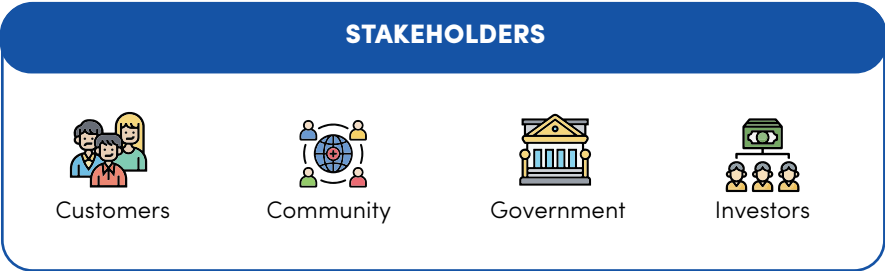 STAKEHOLDERS
Customers
Community
Government
Investors